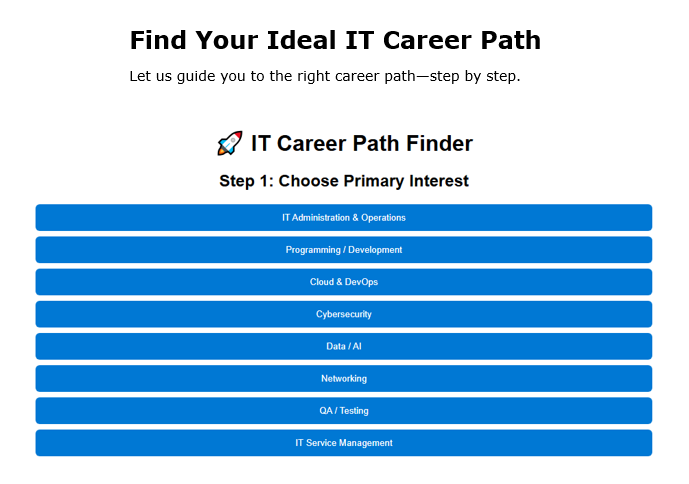 Find Your Ideal IT Career Path
Let us guide you to the right career path—step by step.
🚀 IT Career Path Finder
Step 1: Choose Primary Interest
IT Administration & Operations
Programming / Development
Cloud & DevOps
Cybersecurity
Data / AI
Networking
QA / Testing
IT Service Management